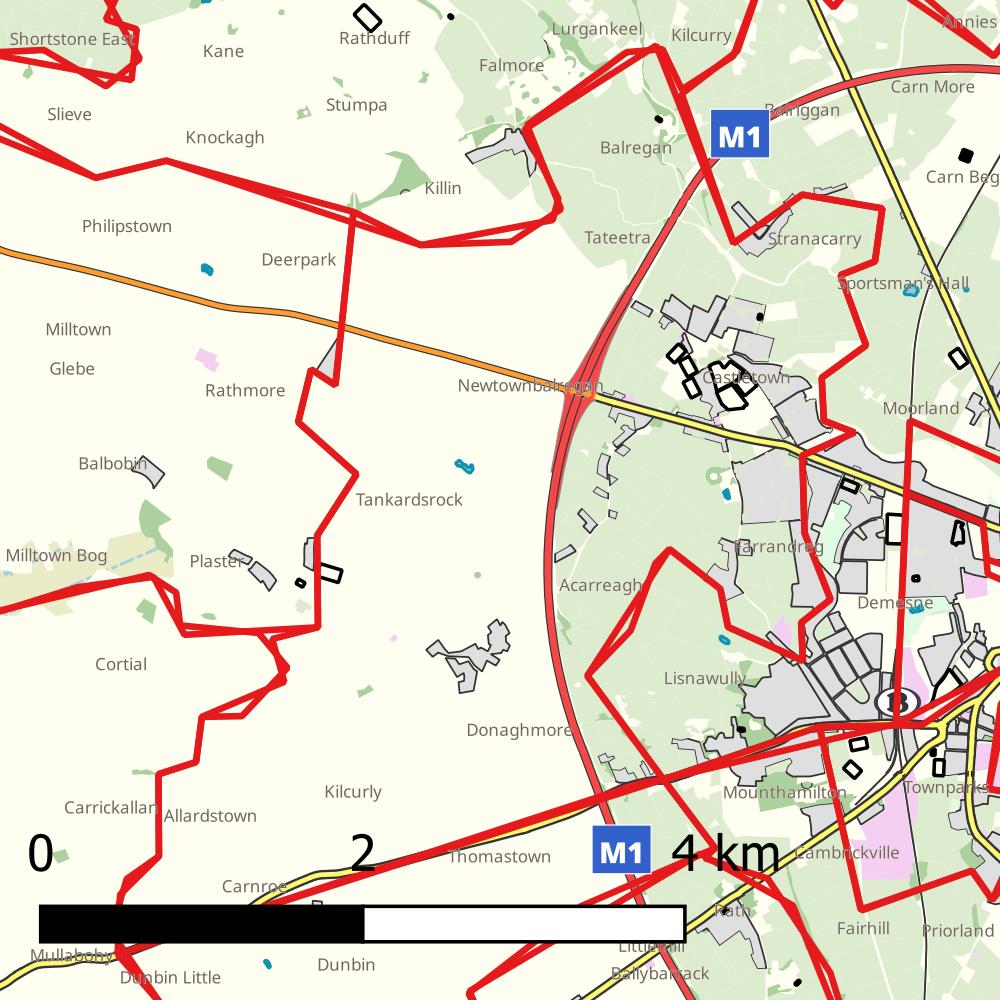 Annies
Lurgankeel
Kilcurry
Shortstone East
Rathduff
Kane
Falmore
Carn More
Stumpa
Balriggan
Slieve
M1
Knockagh
Balregan
Carn Beg
Killin
Philipstown
Tateetra
Stranacarry
Deerpark
Sportsman's Hall
Milltown
Glebe
Castletown
Newtownbalregan
Rathmore
Moorland
Balbobin
Tankardsrock
Farrandreg
Milltown Bog
Plaster
Acarreagh
Demesne
Cortial
Lisnawully
Donaghmore
Townparks
Kilcurly
Mounthamilton
Carrickallan
Allardstown
0
2
4 km
M1
Thomastown
Cambrickville
Carnroe
Rath
Fairhill
Priorland
Littlemill
Mullabohy
Dunbin
Ballybarrack
Dunbin Little